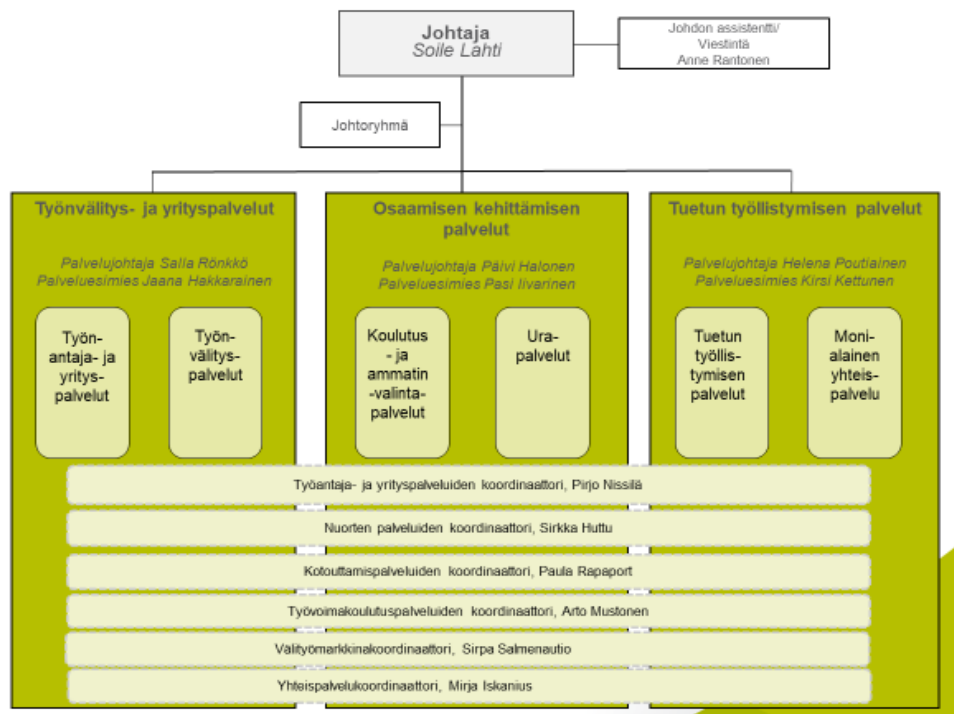 Johtaja
Soile Lahti
Johdon assistentti/
Viestintä
Anne Rantonen
Johtoryhmä
Työnvälitys- ja yrityspalvelut
Palvelujohtaja Salla Rönkkö
Palveluesimies Jaana Hakkarainen
Työn-
antaja- ja
yritys-
palvelut
Työn-
välitys-
palvelut
Osaamisen kehittämisen
palvelut
Palvelujohtaja Päivi Halonen
Palveluesimies Pasi Iivarinen
Koulutus
- ja
ammatin
-valinta-
palvelut
Ura-
palvelut
Tuetun työllistymisen palvelut
Palvelujohtaja Helena Poutiainen
Palveluesimies Kirsi Kettunen
Tuetun
työllis-
tymisen
palvelut
Moni-
alainen
yhteis-
palvelu
Työantaja- ja yrityspalveluiden koordinaattori, Pirjo Nissilä
Nuorten palveluiden koordinaattori, Sirkka Huttu
Kotouttamispalveluiden koordinaattori, Paula Rapaport
Työvoimakoulutuspalveluiden koordinaattori, Arto Mustonen
Välityömarkkinakoordinaattori, Sirpa Salmenautio
Yhteispalvelukoordinaattori, Mirja Iskanius